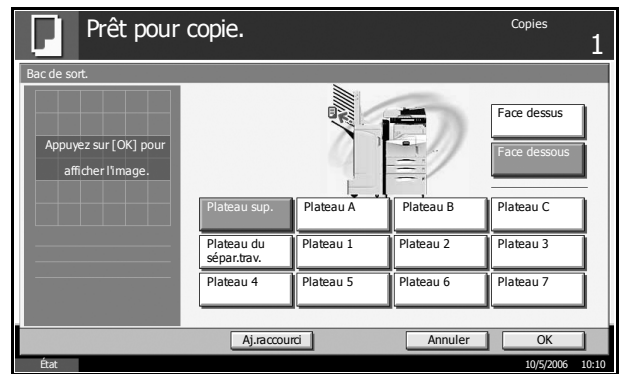 Prêt pour copie.
Copies
1
Bac de sort.
Appuyez sur [OK] pour
afficher l'image.
Face dessus
Face dessous
Plateau sup.
Plateau A
Plateau B
Plateau C
Plateau du
sépar.trav.
Plateau 1
Plateau 2
Plateau 3
Plateau 4
Plateau 5
Plateau 6
Plateau 7
Aj.raccourci
Annuler
OK
État
10/5/2006 10:10